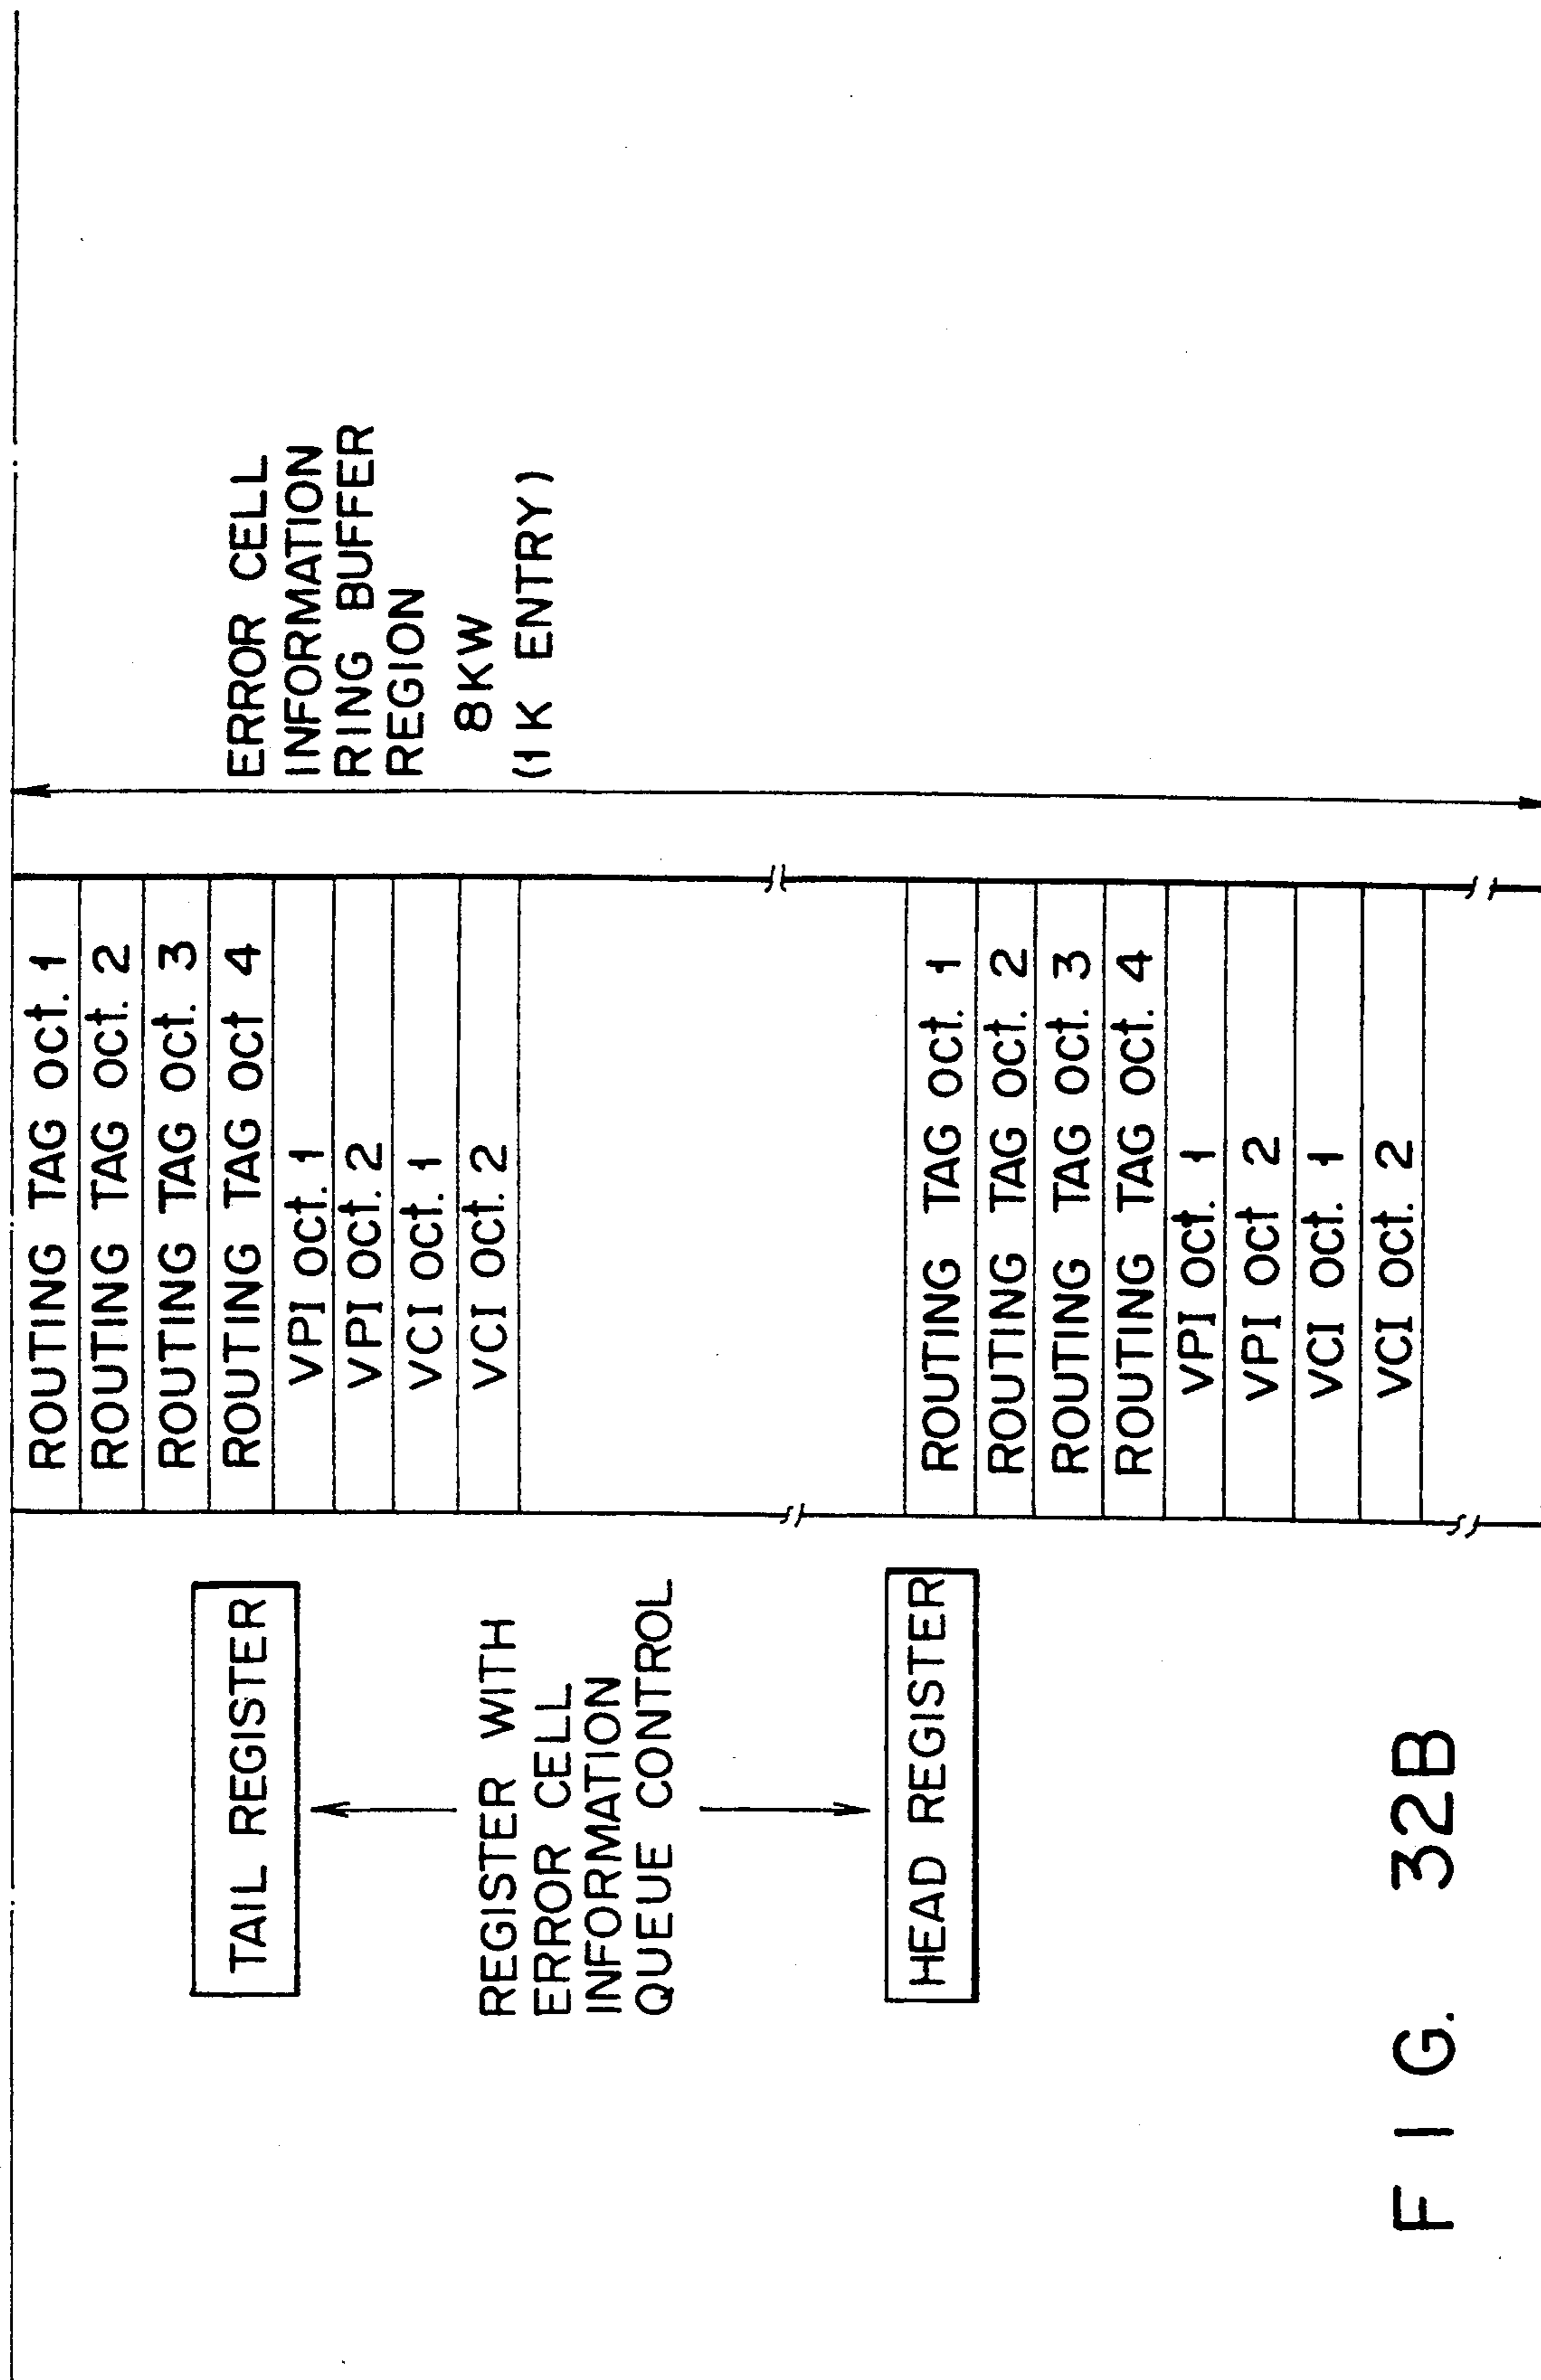 TAIL REGISTER
REGISTER WITH
ERROR CELL
INFORMATION
QUEUE CONTROL
HEAD REGISTER
ROUTING TAG oct. 1
ROUTING TAG oct. 2
ROUTING TAG oct. 3
ROUTING TAG oct 4
VPI oct. 1
VPI oct. 2
VCI oct. 1
VCI oct. 2
ROUTING TAG oct. 1
ROUTING TAG oct. 2
ROUTING TAG oct. 3
ROUTING TAG oct. 4
VPI oct. 1
VPI oct 2
VCI oct. 1
VCI oct. 2
ERROR CELL
INFORMATION
RING BUFFER
REGION
8KW
(1K ENTRY)
FIG. 32B